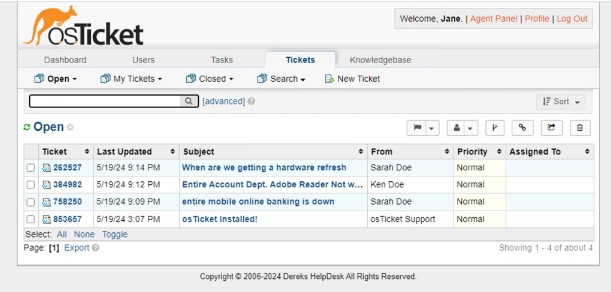 osTicket
Welcome, Jane. | Agent Panel | Profile | Log Out
Dashboard Users Tasks Tickets Knowledgebase
Open My Tickets Closed Search New Ticket
[advanced] Sort
Open
Ticket Last Updated Subject From Priority Assigned To
262527 5/19/24 9:14 PM When are we getting a hardware refresh Sarah Doe Normal
384982 5/19/24 9:12 PM Entire Account Dept. Adobe Reader Not w... Ken Doe Normal
758250 5/19/24 9:09 PM entire mobile online banking is down Sarah Doe Normal
853657 5/19/24 3:07 PM osTicket Installed! osTicket Support Normal
Select: All None Toggle
Page: [1] Export Showing 1 - 4 of about 4
Copyright © 2006-2024 Dereks HelpDesk All Rights Reserved.